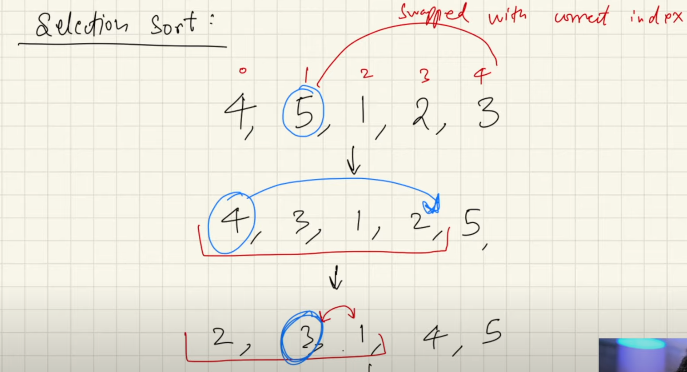 Selection Sort:
swapped with correct index
0 1 2 3 4
4, 5, 1, 2, 3
4, 3, 1, 2, 5,
2, 3, 1, 4, 5